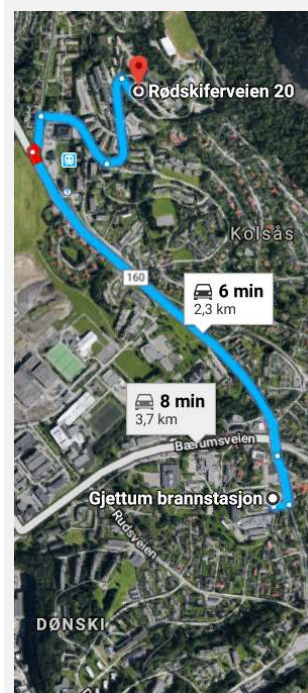 Rødskiferveien 20
Kolsås
160
6 min
2,3 km
8 min
3,7 km
Bærumsveien
Gjettum brannstasjon
Rudsveien
DØNSKI